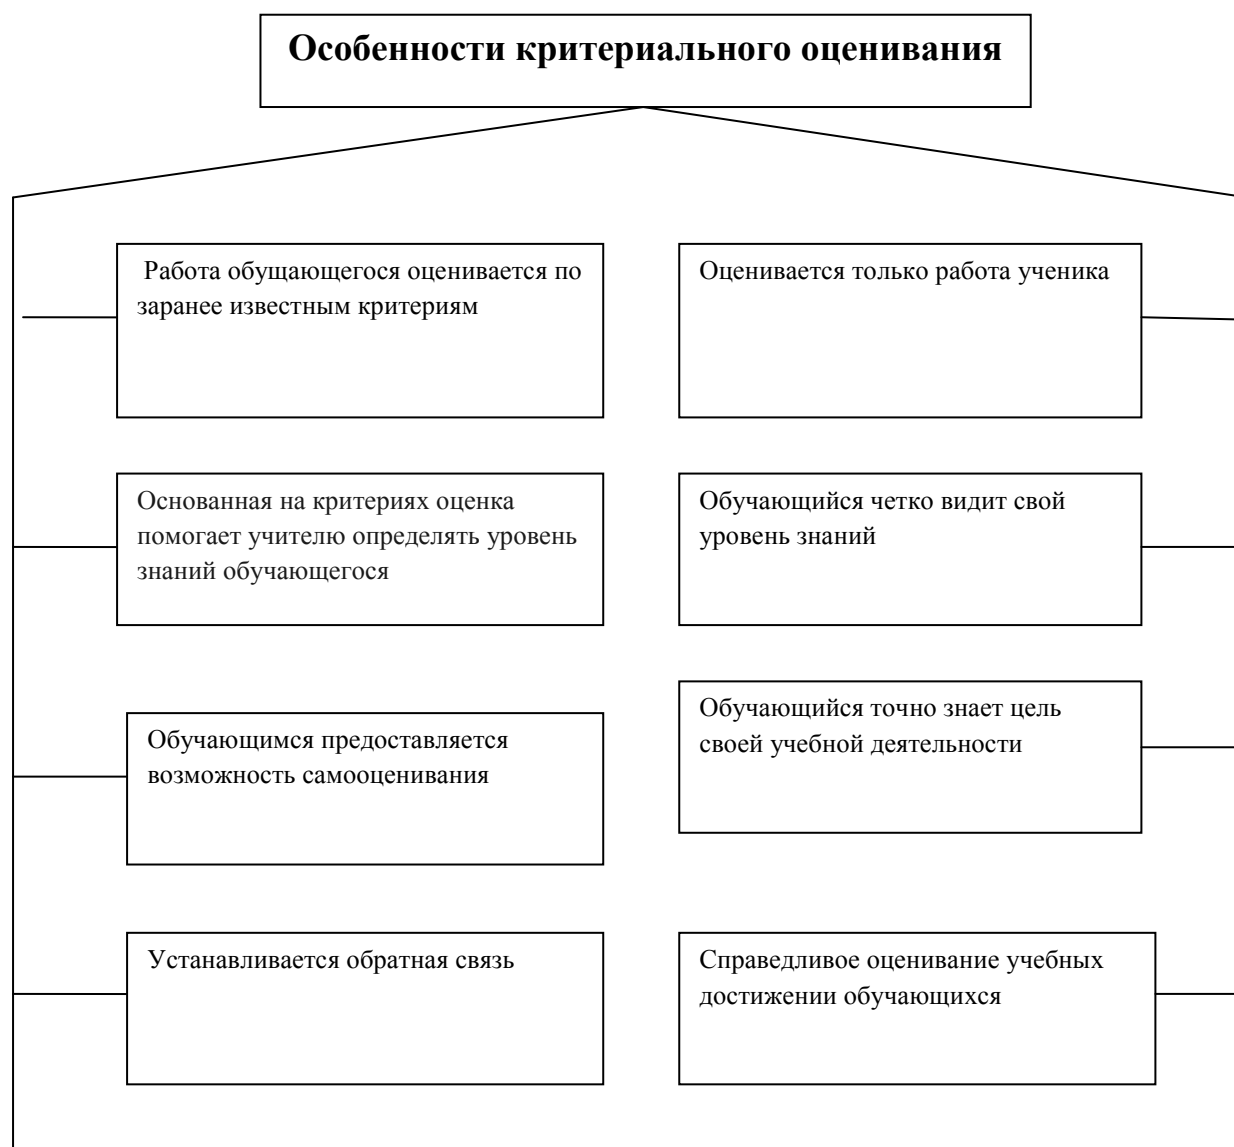 Особенности критериального оценивания
Работа обущающегося оценивается по
заранее известным критериям
Оценивается только работа ученика
Основанная на критериях оценка
помогает учителю определять уровень
знаний обучающегося
Обучающийся четко видит свой
уровень знаний
Обучающимся предоставляется
возможность самооценивания
Обучающийся точно знает цель
своей учебной деятельности
Устанавливается обратная связь
Справедливое оценивание учебных
достижении обучающихся